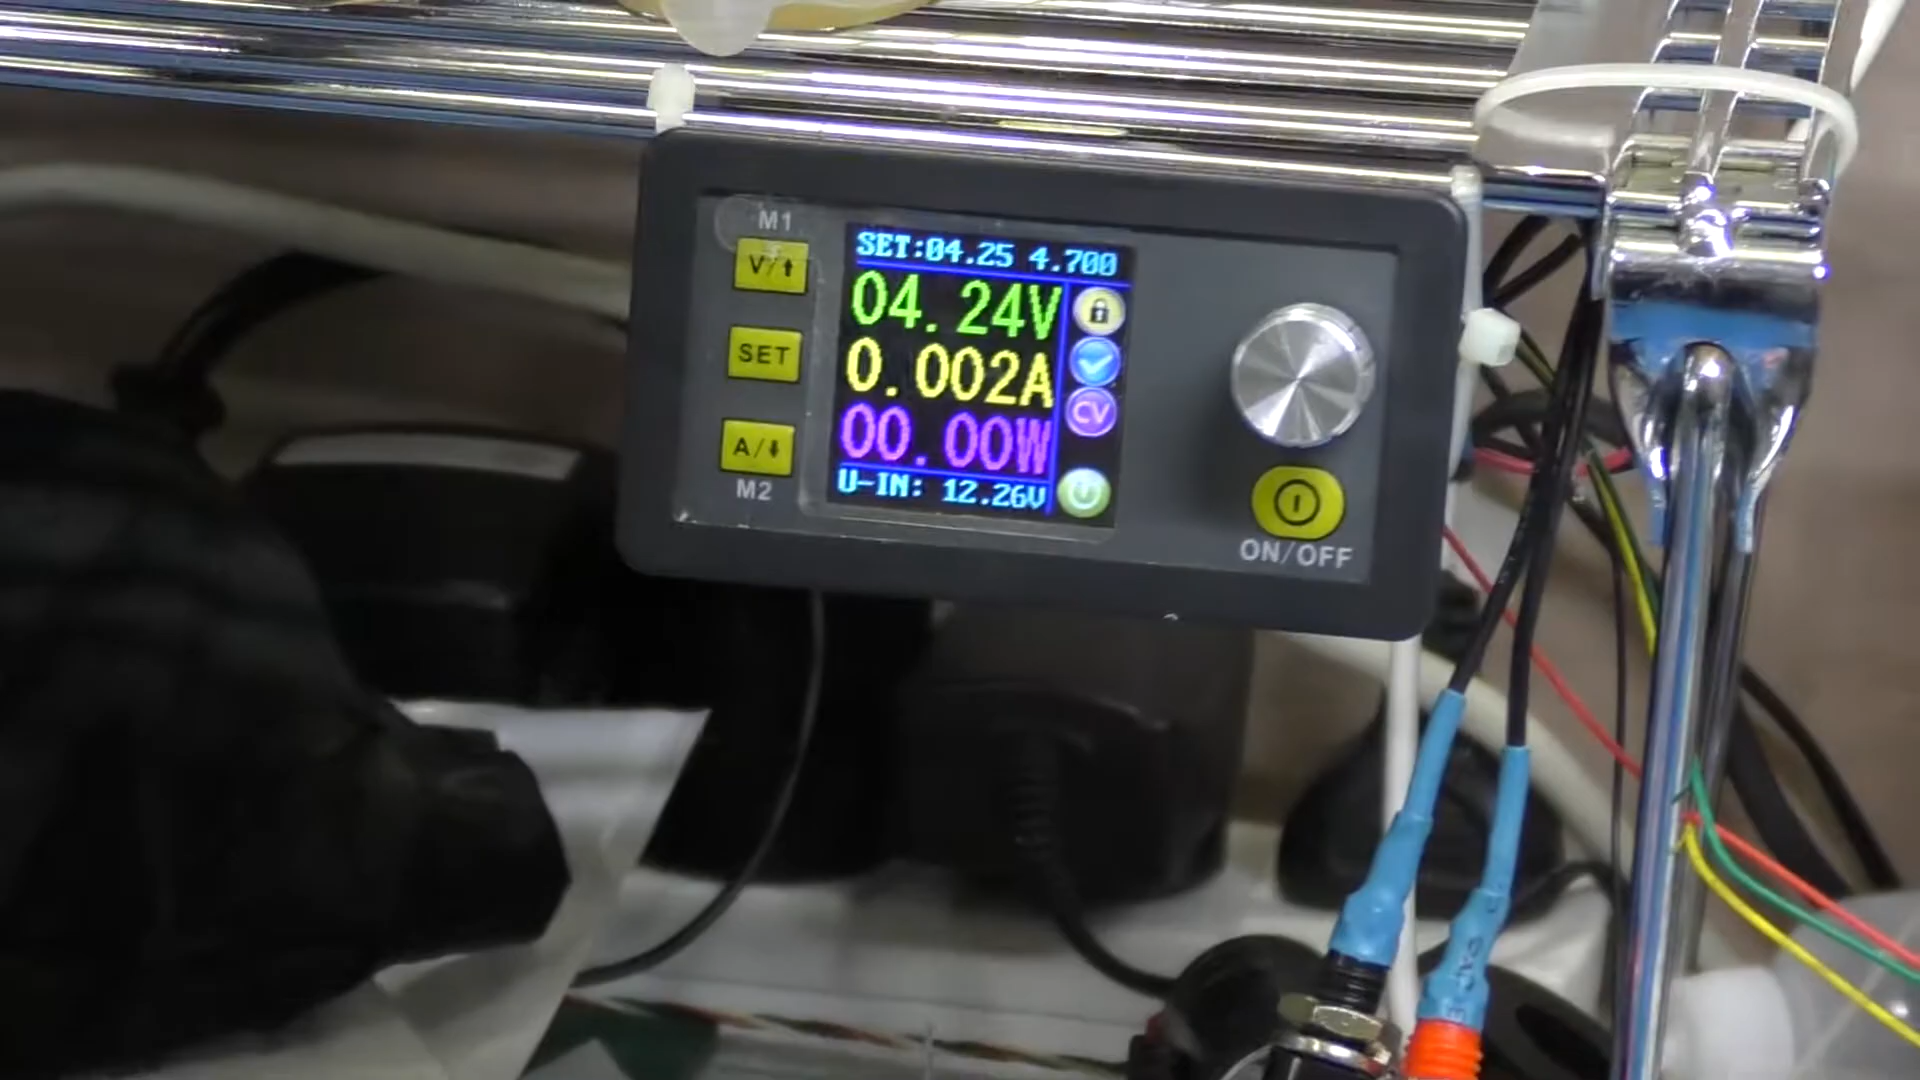 M1
V/⬆
SET
A/⬇
M2
SET:04.25 4.700
04.24V
0.002A
00.00W
U-IN: 12.26V
CV
ON/OFF